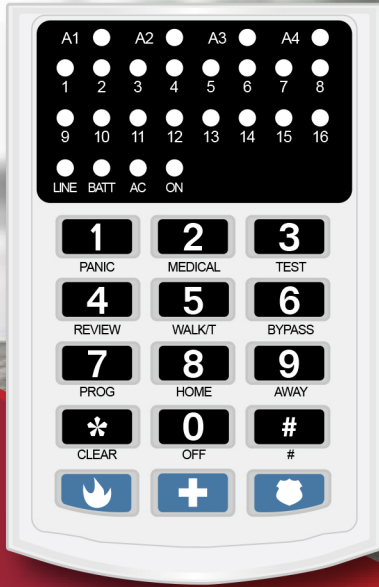 A1 A2 A3 A4
1 2 3 4 5 6 7 8
9 10 11 12 13 14 15 16
LINE BATT AC ON
1 2 3
PANIC MEDICAL TEST
4 5 6
REVIEW WALK/T BYPASS
7 8 9
PROG HOME AWAY
* 0 #
CLEAR OFF #